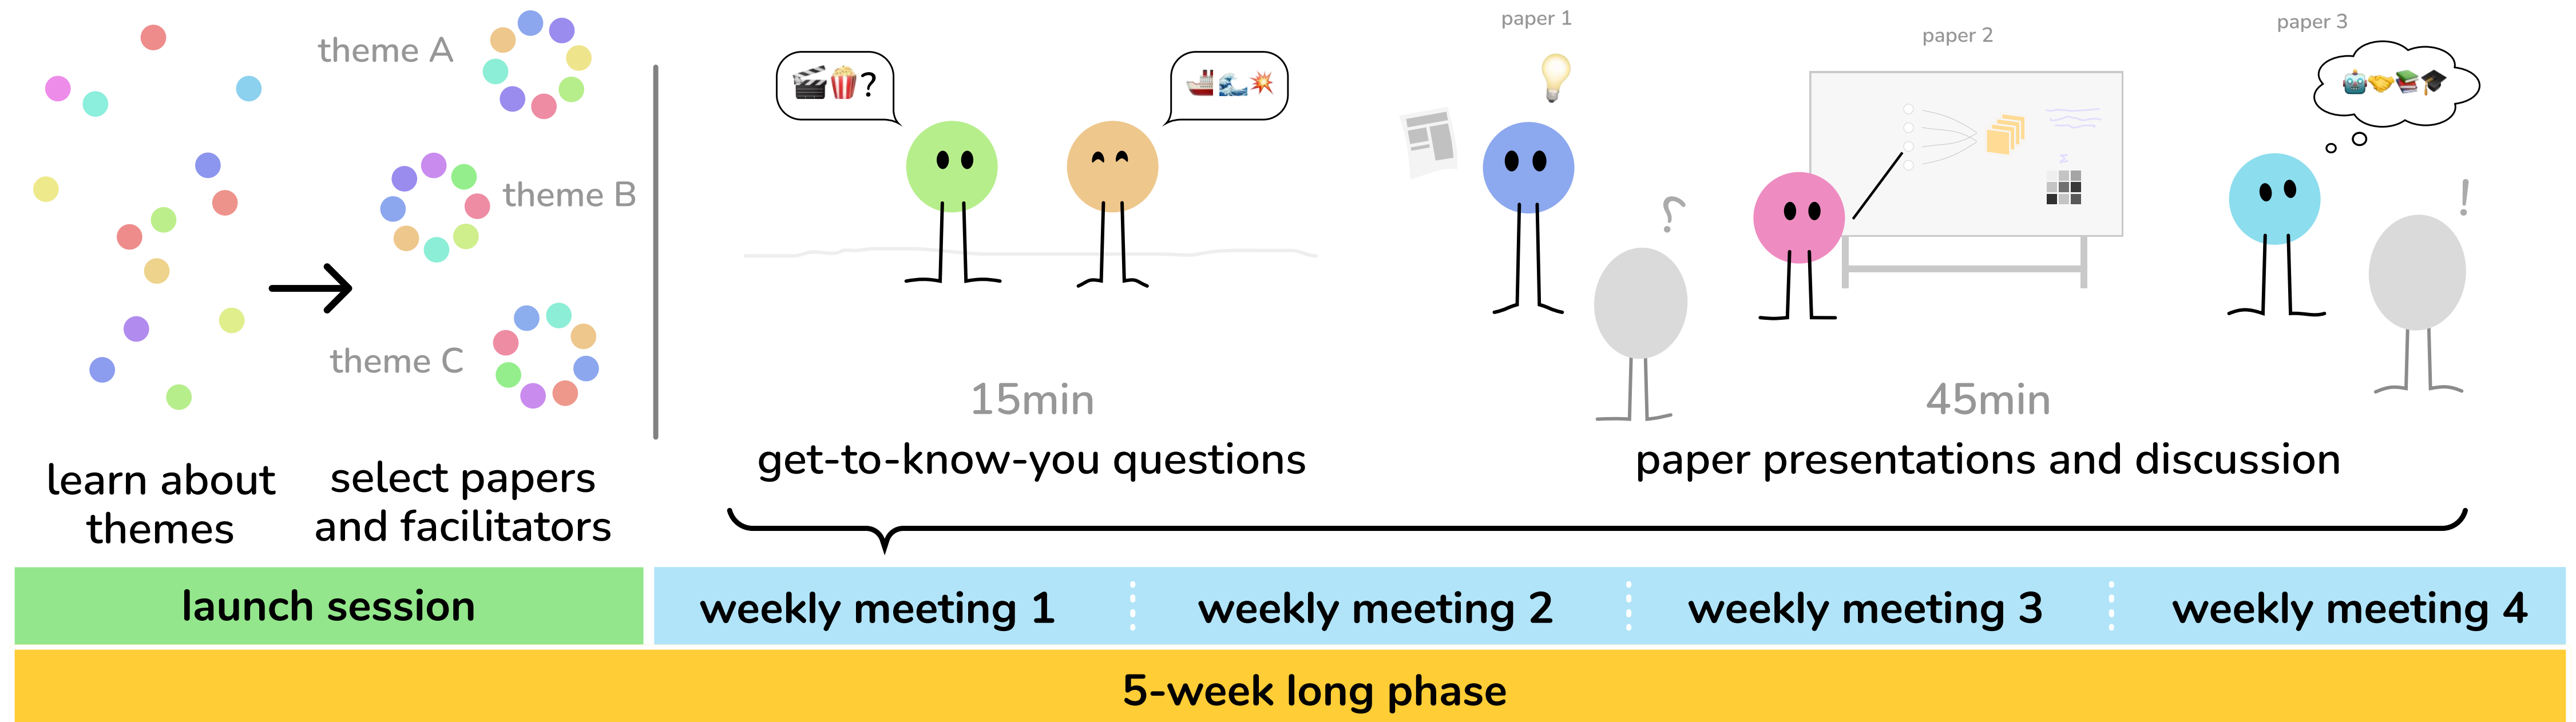 theme A
theme B
theme C
learn about
themes
select papers
and facilitators
?
15min
get-to-know-you questions
paper 1
?
paper 2
Σ
paper 3
!
45min
paper presentations and discussion
launch session
weekly meeting 1
weekly meeting 2
weekly meeting 3
weekly meeting 4
5-week long phase